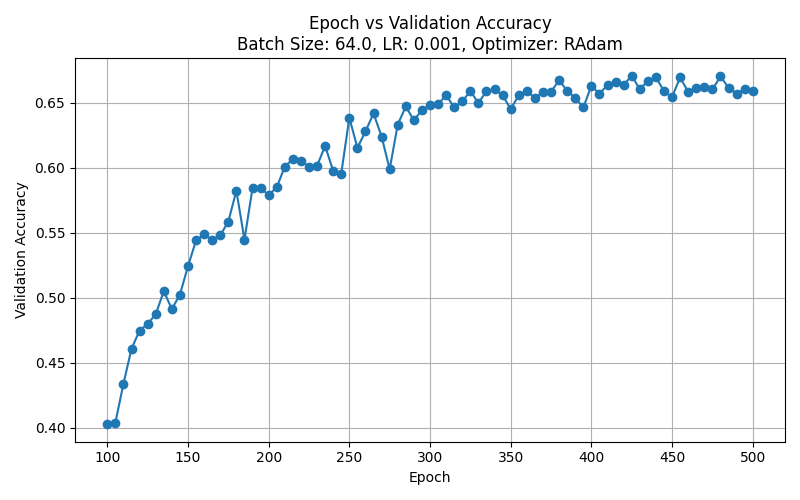 Epoch vs Validation Accuracy
Batch Size: 64.0, LR: 0.001, Optimizer: RAdam
Validation Accuracy
0.65
0.60
0.55
0.50
0.45
0.40
100 150 200 250 300 350 400 450 500
Epoch